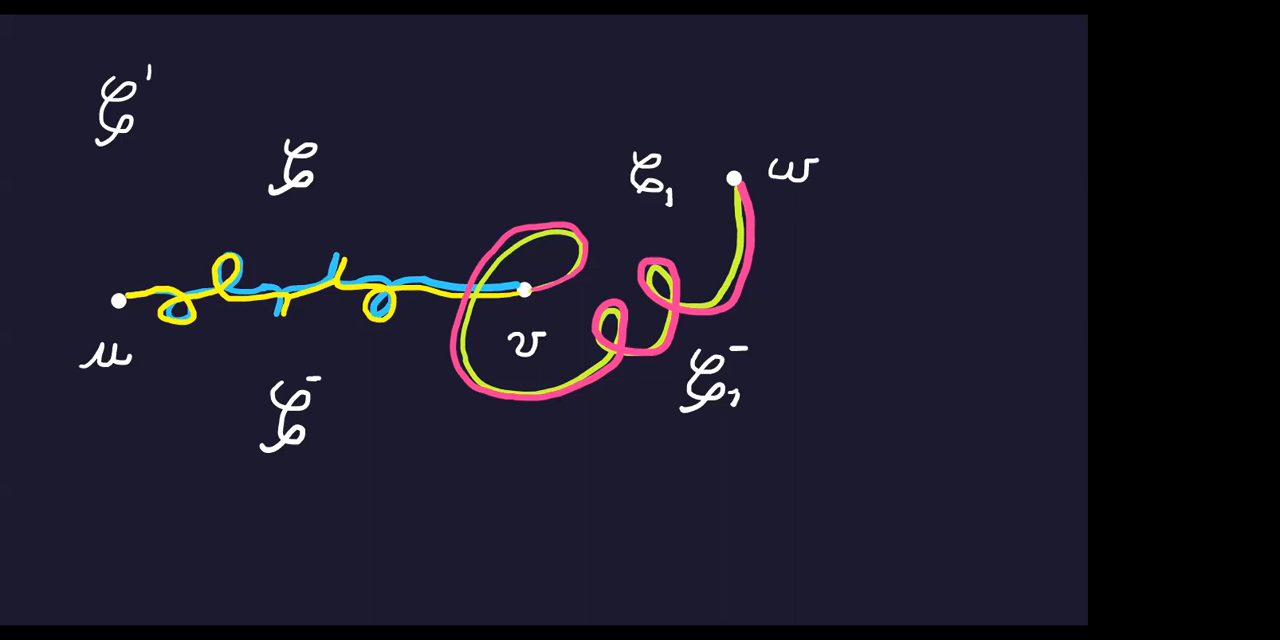 𝒞'
𝒞 𝒞₁ w
u v 𝒞₁⁻
𝒞⁻